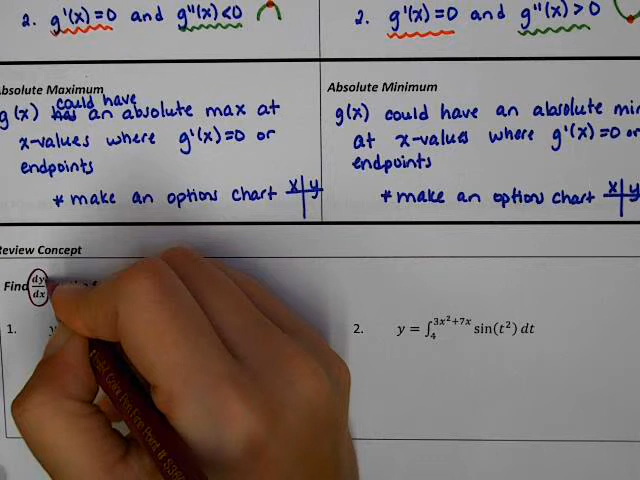 2. g'(x)=0 and g"(x)<0
2. g'(x)=0 and g"(x)>0
Absolute Maximum
could have
g(x) has an absolute max at
x-values where g'(x)=0 or
endpoints
* make an options chart x|y
Absolute Minimum
g(x) could have an absolute min
at x-values where g'(x)=0 or
endpoints
* make an options chart x|y
Review Concept
Find dy/dx
1.
2. y = ∫₄^{3x²+7x} sin(t²) dt